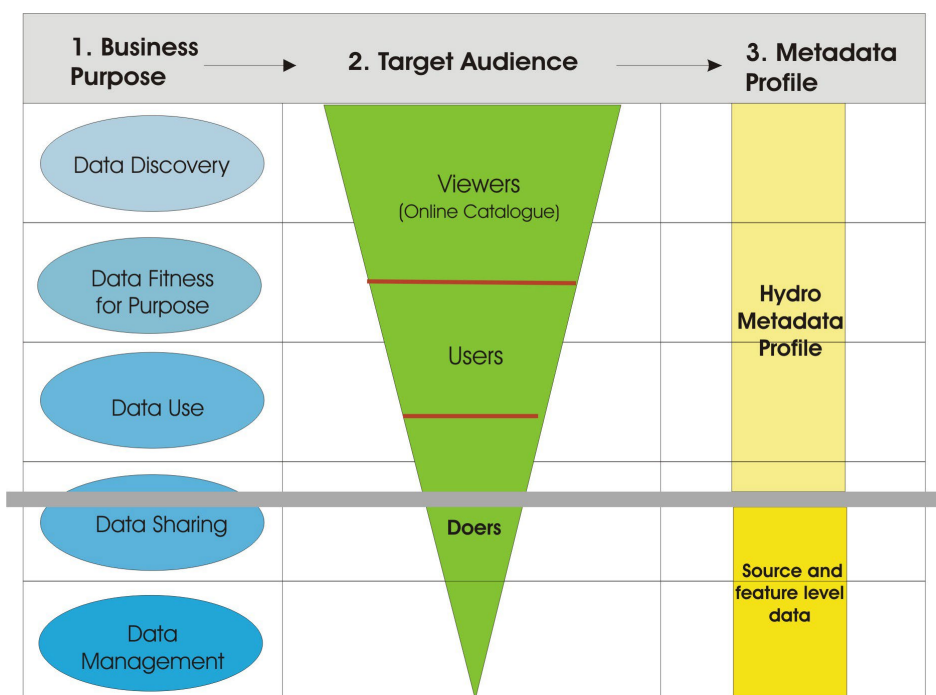 1. Business
Purpose
2. Target Audience
3. Metadata
Profile
Data Discovery
Viewers
(Online Catalogue)
Data Fitness
for Purpose
Hydro
Metadata
Profile
Users
Data Use
Data Sharing
Doers
Source and
feature level
data
Data
Management